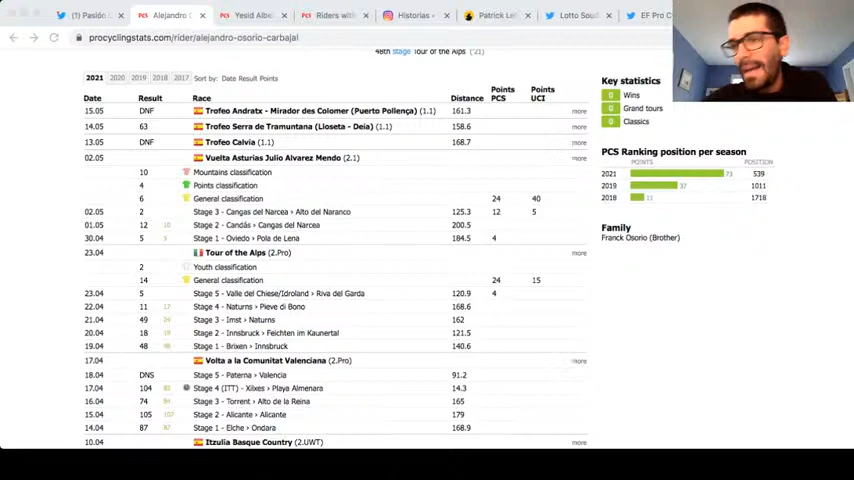 (1) Pasión
Alejandro O
Yesid Albe
Riders with
Historias
Patrick Le
Lotto Soud
EF Pro C
procyclingstats.com/rider/alejandro-osorio-carbajal
48th stage Tour of the Alps ('21)
2021 2020 2019 2018 2017 Sort by: Date Result Points
Date Result Race Distance Points PCS Points UCI
15.05 DNF Trofeo Andratx - Mirador des Colomer (Puerto Pollença) (1.1) 161.3 more
14.05 63 Trofeo Serra de Tramuntana (Lloseta - Deia) (1.1) 158.6 more
13.05 DNF Trofeo Calvia (1.1) 168.7 more
02.05 Vuelta Asturias Julio Alvarez Mendo (2.1) more
10 Mountains classification
4 Points classification
6 General classification 24 40
02.05 2 Stage 3 - Cangas del Narcea › Alto del Naranco 125.3 12 5
01.05 12 10 Stage 2 - Candás › Cangas del Narcea 200.5
30.04 5 3 Stage 1 - Oviedo › Pola de Lena 184.5 4
23.04 Tour of the Alps (2.Pro) more
2 Youth classification
14 General classification 24 15
23.04 5 Stage 5 - Valle del Chiese/Idroland › Riva del Garda 120.9 4
22.04 11 17 Stage 4 - Naturns › Pieve di Bono 168.6
21.04 49 Stage 3 - Imst › Naturns 162
20.04 18 Stage 2 - Innsbruck › Feichten im Kaunertal 121.5
19.04 48 48 Stage 1 - Brixen › Innsbruck 140.6
17.04 Volta a la Comunitat Valenciana (2.Pro) more
18.04 DNS Stage 5 - Paterna › Valencia 91.2
17.04 104 Stage 4 (ITT) - Xilxes › Playa Almenara 14.3
16.04 74 Stage 3 - Torrent › Alto de la Reina 165
15.04 105 107 Stage 2 - Alicante › Alicante 179
14.04 87 87 Stage 1 - Elche › Ondara 168.9
10.04 Itzulia Basque Country (2.UWT) more
Key statistics
0 Wins
0 Grand tours
0 Classics
PCS Ranking position per season
POINTS POSITION
2021 73 539
2019 37 1011
2018 11 1718
Family
Franck Osorio (Brother)